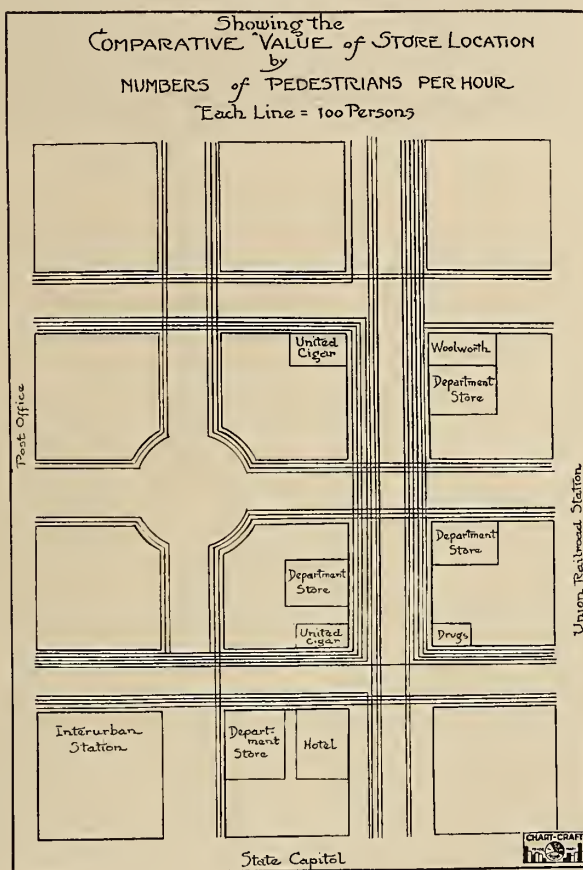 Showing the
COMPARATIVE VALUE of STORE LOCATION
by
NUMBERS of PEDESTRIANS PER HOUR
Each Line = 100 Persons
United
Cigar
Woolworth
Department
Store
Post Office
Union Railroad Station
Department
Store
Department
Store
United
Cigar
Drugs
Interurban
Station
Depart-
ment
Store
Hotel
State Capitol
CHART-CRAFT